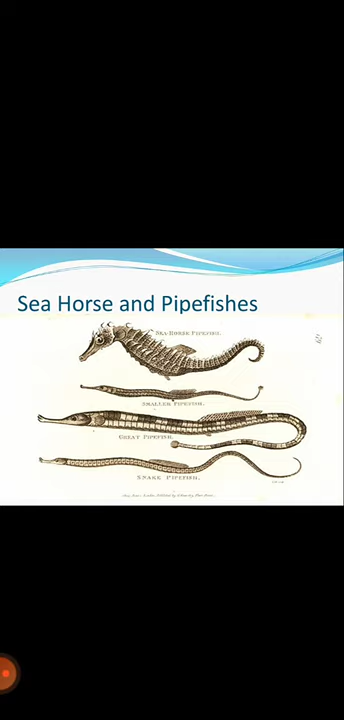 Sea Horse and Pipefishes
SEA-HORSE PIPEFISH.
SMALLER PIPEFISH.
GREAT PIPEFISH.
SNAKE PIPEFISH.